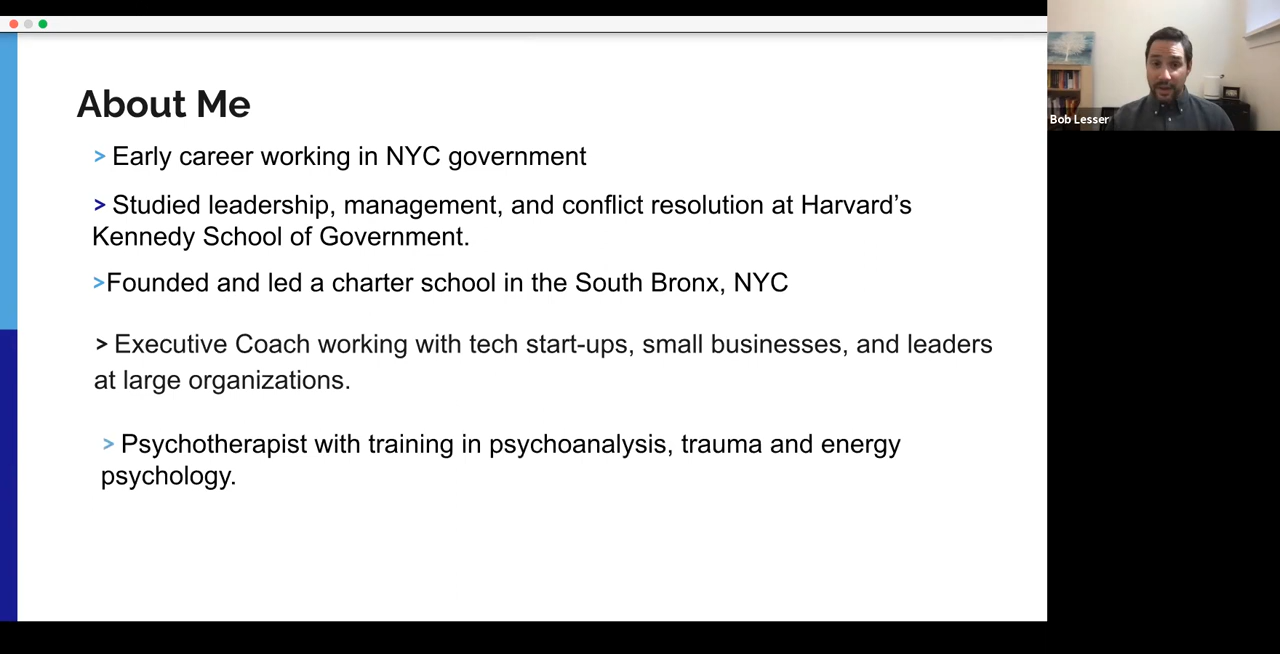 About Me
> Early career working in NYC government
> Studied leadership, management, and conflict resolution at Harvard’s
Kennedy School of Government.
>Founded and led a charter school in the South Bronx, NYC
> Executive Coach working with tech start-ups, small businesses, and leaders
at large organizations.
> Psychotherapist with training in psychoanalysis, trauma and energy
psychology.
Bob Lesser